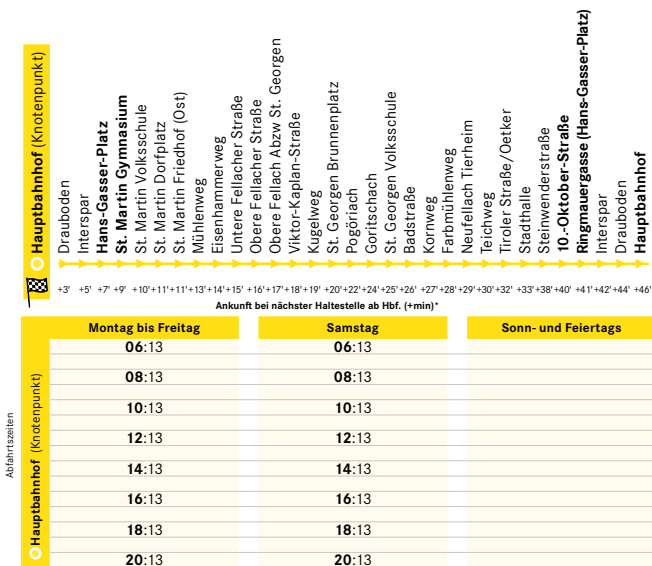 Hauptbahnhof (Knotenpunkt)
Drauboden
Interspar
Hans-Gasser-Platz
St. Martin Gymnasium
St. Martin Volksschule
St. Martin Dorfplatz
St. Martin Friedhof (Ost)
Mühlenweg
Eisenhammerweg
Untere Fellacher Straße
Obere Fellacher Straße
Obere Fellach Abzw St. Georgen
Viktor-Kaplan-Straße
Kugelweg
St. Georgen Brunnenplatz
Pogöriach
Goritschach
St. Georgen Volksschule
Badstraße
Kornweg
Farbmühlenweg
Neufellach Tierheim
Teichweg
Tiroler Straße/Oetker
Stadthalle
Steinwenderstraße
10.-Oktober-Straße
Ringmauergasse (Hans-Gasser-Platz)
Interspar
Drauboden
Hauptbahnhof
+3' +5' +7' +9' +10' +11' +11' +13' +14' +15' +16' +17' +18' +19' +20' +22' +24' +25' +26' +27' +28' +29' +30' +32' +33' +38' +40' +41' +42' +44' +46'
Ankunft bei nächster Haltestelle ab Hbf. (+min)*
Montag bis Freitag Samstag Sonn- und Feiertags
Abfahrtszeiten
Hauptbahnhof (Knotenpunkt)
06:13 06:13
08:13 08:13
10:13 10:13
12:13 12:13
14:13 14:13
16:13 16:13
18:13 18:13
20:13 20:13